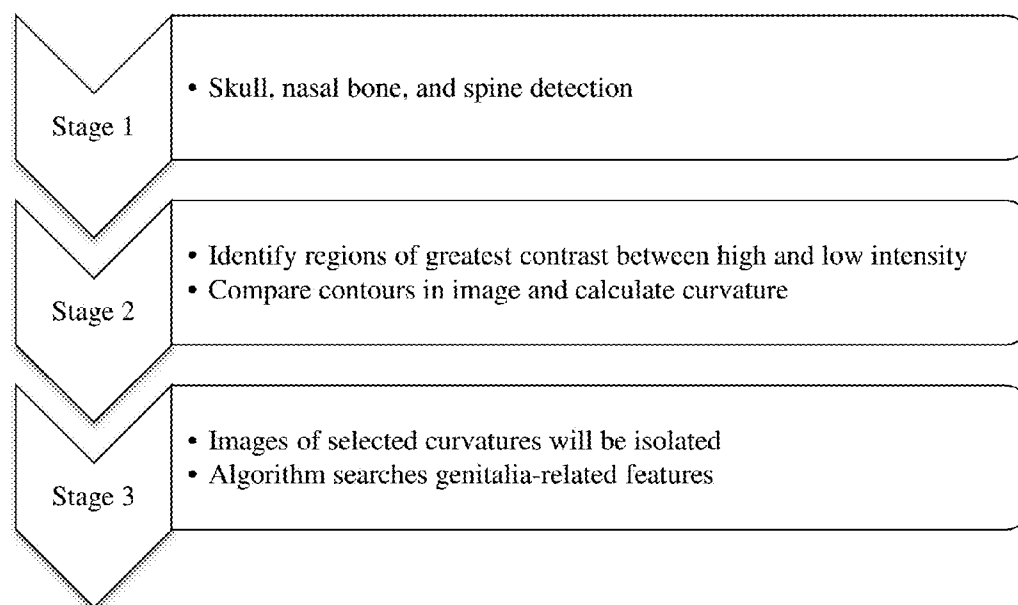 Stage 1
• Skull, nasal bone, and spine detection
Stage 2
• Identify regions of greatest contrast between high and low intensity
• Compare contours in image and calculate curvature
Stage 3
• Images of selected curvatures will be isolated
• Algorithm searches genitalia-related features